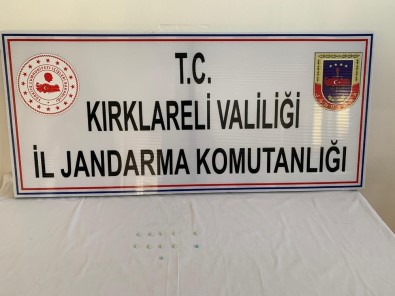 T.C.
KIRKLARELİ VALİLİĞİ
İL JANDARMA KOMUTANLIĞI